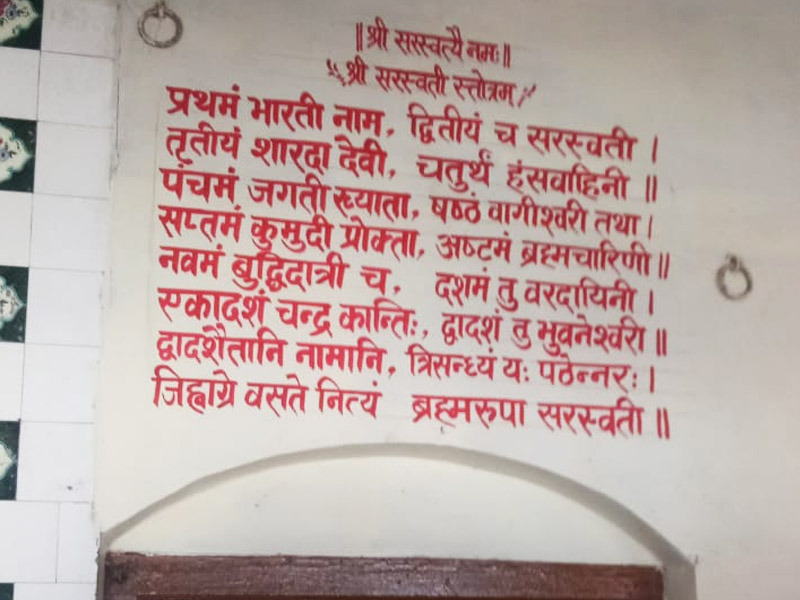 ॥ श्री सरस्वत्यै नमः॥
श्री सरस्वती स्तोत्रम्
प्रथमं भारती नाम, द्वितीयं च सरस्वती ।
तृतीयं शारदा देवी, चतुर्थं हंसवाहिनी ॥
पंचमं जगती ख्याता, षष्ठं वागीश्वरी तथा ।
सप्तमं कुमुदी प्रोक्ता, अष्टमं ब्रह्मचारिणी ॥
नवमं बुद्धिदात्री च, दशमं तु वरदायिनी ।
एकादशं चन्द्र कान्तिः, द्वादशं तु भुवनेश्वरी ॥
द्वादशैतानि नामानि, त्रिसन्ध्यं यः पठेन्नरः ।
जिह्वाग्रे वसते नित्यं ब्रह्मरुपा सरस्वती ॥